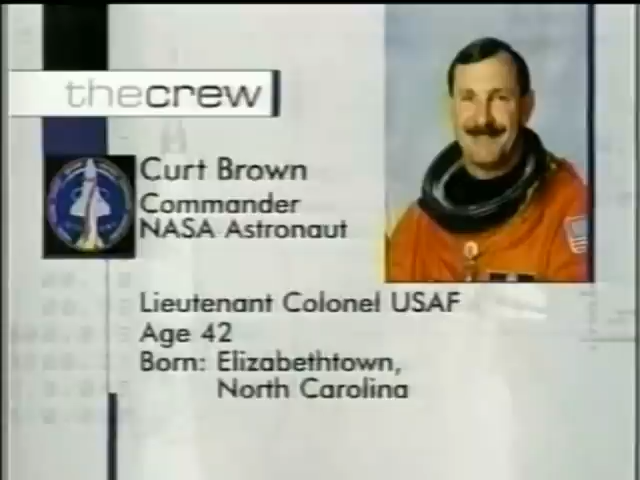 thecrew
Curt Brown
Commander
NASA Astronaut
Lieutenant Colonel USAF
Age 42
Born: Elizabethtown,
North Carolina